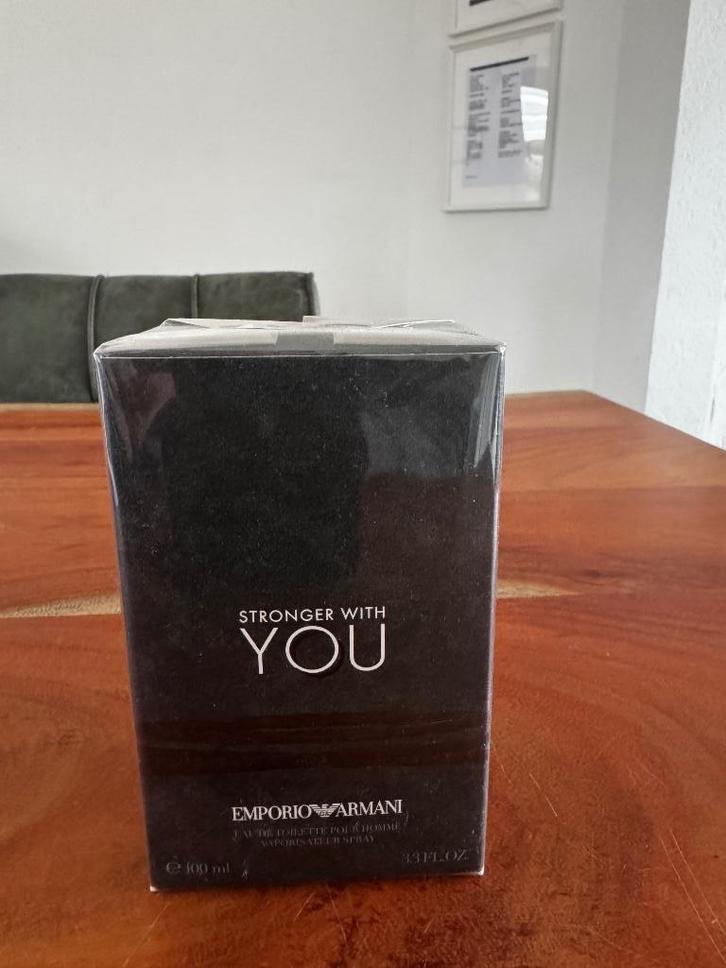 STRONGER WITH
YOU
EMPORIO ARMANI
EAU DE TOILETTE POUR HOMME
VAPORISATEUR SPRAY
e 100 ml
3.3 FL.OZ